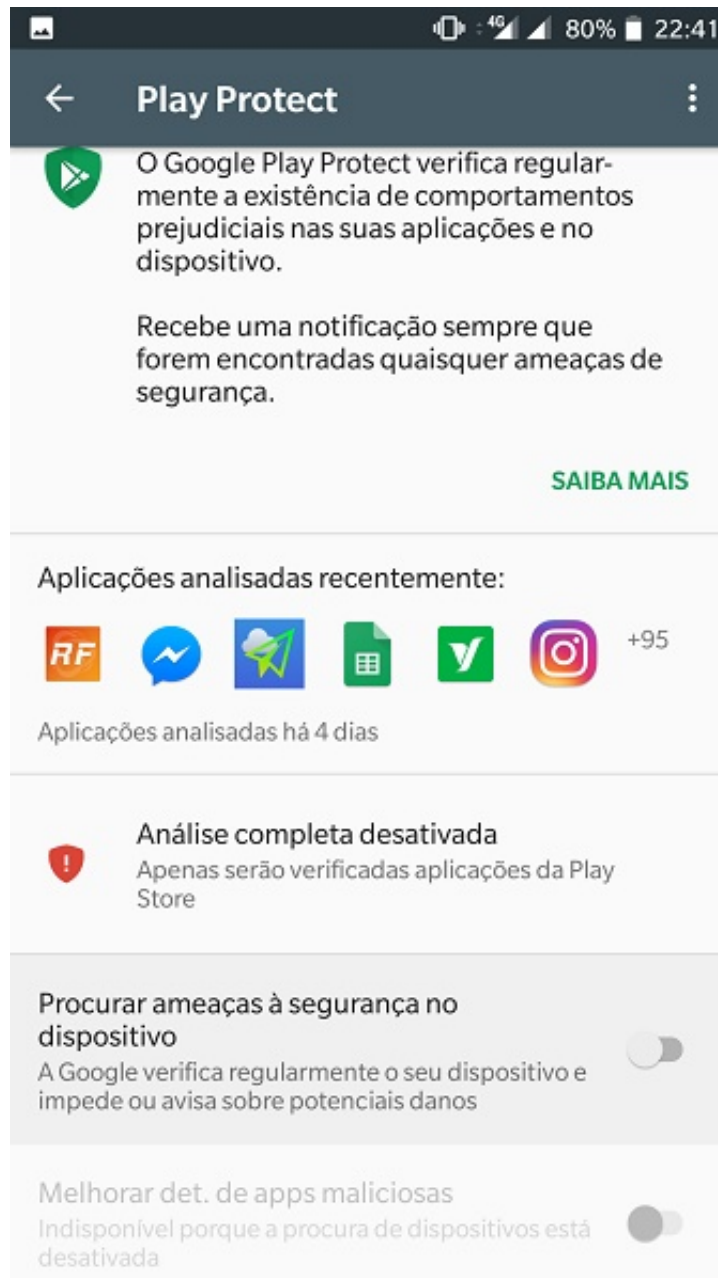 4G 80% 22:41
Play Protect
O Google Play Protect verifica regular-
mente a existência de comportamentos
prejudiciais nas suas aplicações e no
dispositivo.
Recebe uma notificação sempre que
forem encontradas quaisquer ameaças de
segurança.
SAIBA MAIS
Aplicações analisadas recentemente:
RF
+95
Aplicações analisadas há 4 dias
Análise completa desativada
Apenas serão verificadas aplicações da Play
Store
Procurar ameaças à segurança no
dispositivo
A Google verifica regularmente o seu dispositivo e
impede ou avisa sobre potenciais danos
Melhorar det. de apps maliciosas
Indisponível porque a procura de dispositivos está
desativada